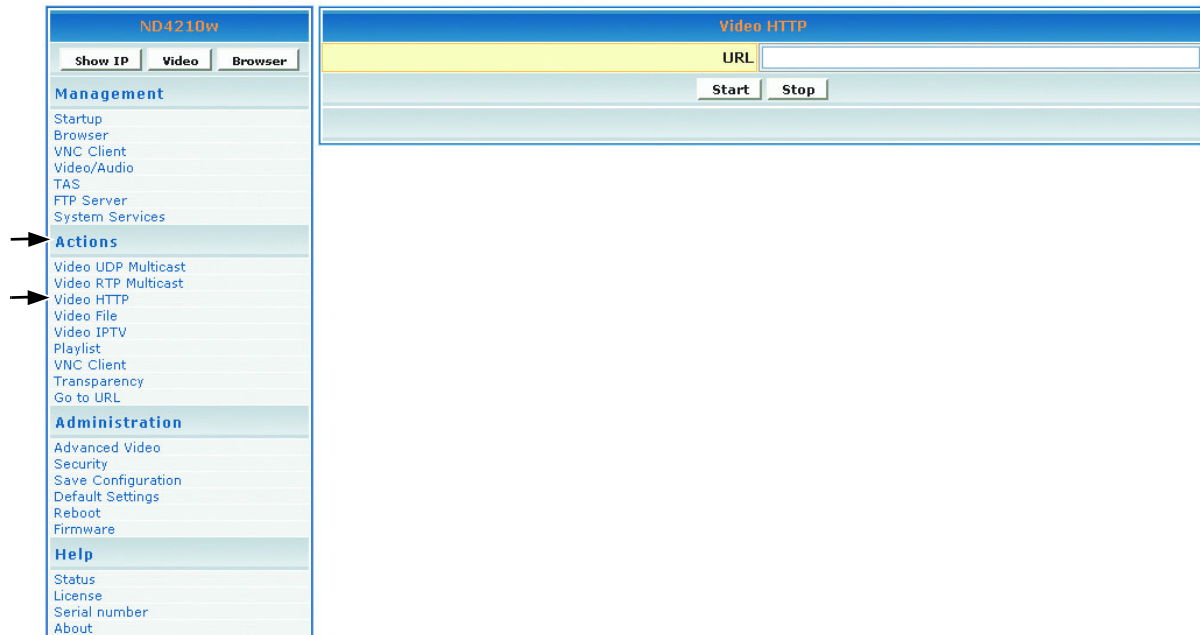 ND4210w
Show IP Video Browser
Management
Startup
Browser
VNC Client
Video/Audio
TAS
FTP Server
System Services
Actions
Video UDP Multicast
Video RTP Multicast
Video HTTP
Video File
Video IPTV
Playlist
VNC Client
Transparency
Go to URL
Administration
Advanced Video
Security
Save Configuration
Default Settings
Reboot
Firmware
Help
Status
License
Serial number
About
Video HTTP
URL
Start Stop